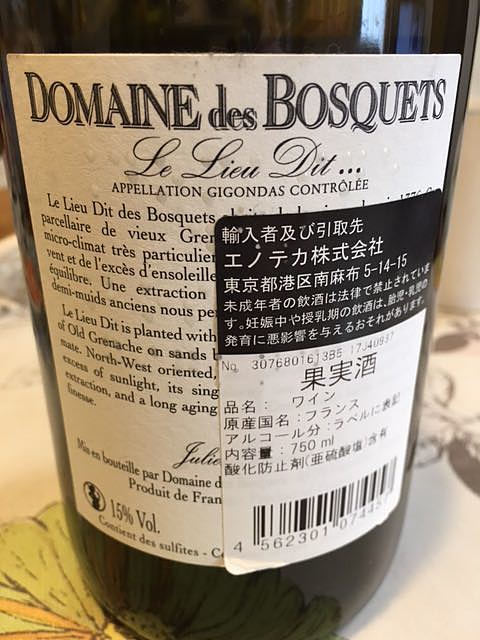 DOMAINE des BOSQUETS
Le Lieu Dit...
APPELLATION GIGONDAS CONTRÔLÉE
Le Lieu Dit des Bosquets
parcellaire de vieux
micro-climat très particulier
vent et de l'excès d'ensoleille
équilibre. Une extraction
demi-muids anciens nous
Le Lieu Dit is planted with
of Old Grenache on sands
mate. North-West oriented,
excess of sunlight, its sing
extraction, and a long aging
finesse.
Julie
Mis en bouteille par Domaine
Produit de Fran
15% Vol.
Contient des sulfites -
輸入者及び引取先
エノテカ株式会社
東京都港区南麻布 5-14-15
未成年者の飲酒は法律で禁止されていま
す。妊娠中や授乳期の飲酒は、胎児・乳児の
発育に悪影響を与えるおそれがあります。
No. 3076801613B5 17J40937
果実酒
品名: ワイン
原産国名:フランス
アルコール分:ラベルに表記
内容量:750 ml
酸化防止剤(亜硫酸塩)含有
4 562301 07445